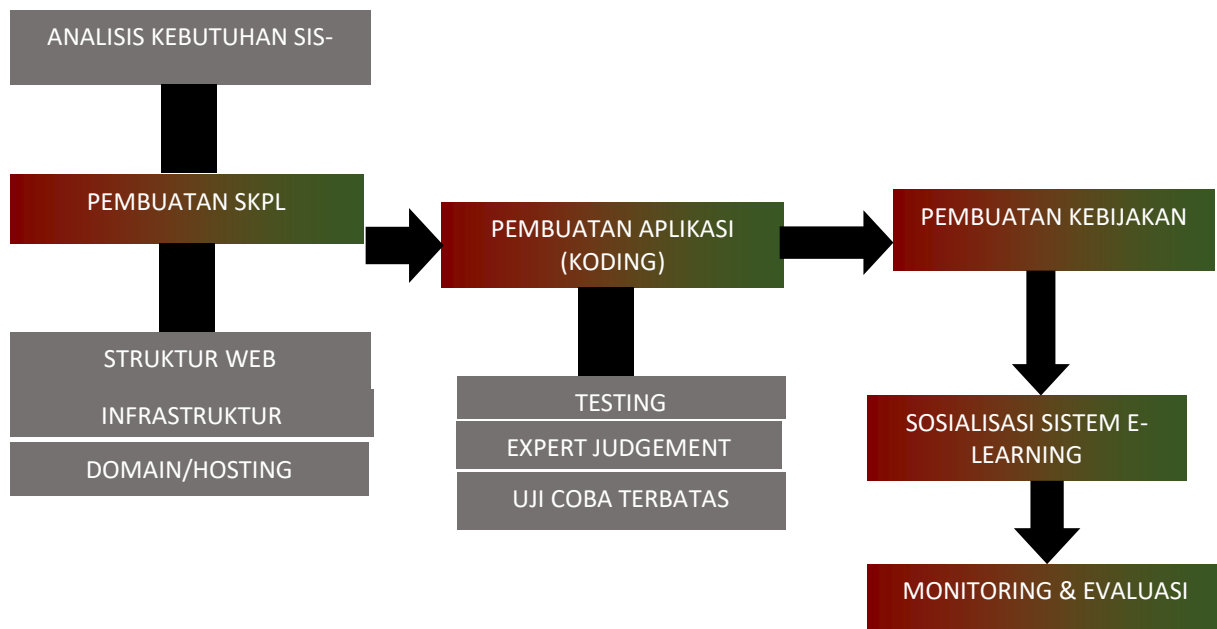 ANALISIS KEBUTUHAN SIS-
PEMBUATAN SKPL
STRUKTUR WEB
INFRASTRUKTUR
DOMAIN/HOSTING
PEMBUATAN APLIKASI
(KODING)
TESTING
EXPERT JUDGEMENT
UJI COBA TERBATAS
PEMBUATAN KEBIJAKAN
SOSIALISASI SISTEM E-
LEARNING
MONITORING & EVALUASI